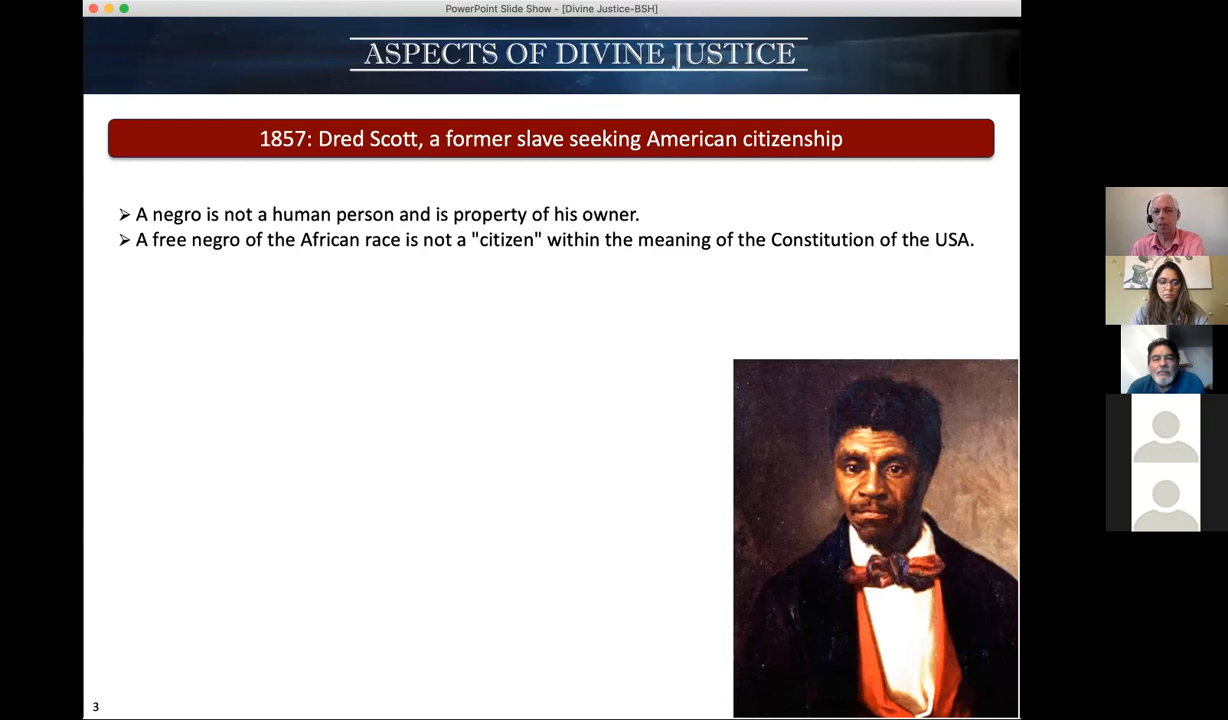 PowerPoint Slide Show - [Divine Justice-BSH]
ASPECTS OF DIVINE JUSTICE
1857: Dred Scott, a former slave seeking American citizenship
➢ A negro is not a human person and is property of his owner.
➢ A free negro of the African race is not a "citizen" within the meaning of the Constitution of the USA.
3